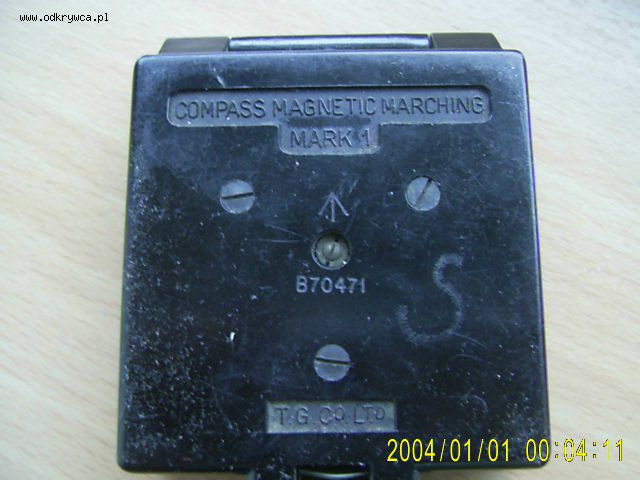 www.odkrywca.pl
COMPASS MAGNETIC MARCHING
MARK 1
B70471
S
T.G. CO. LTD
2004/01/01 00:04:11